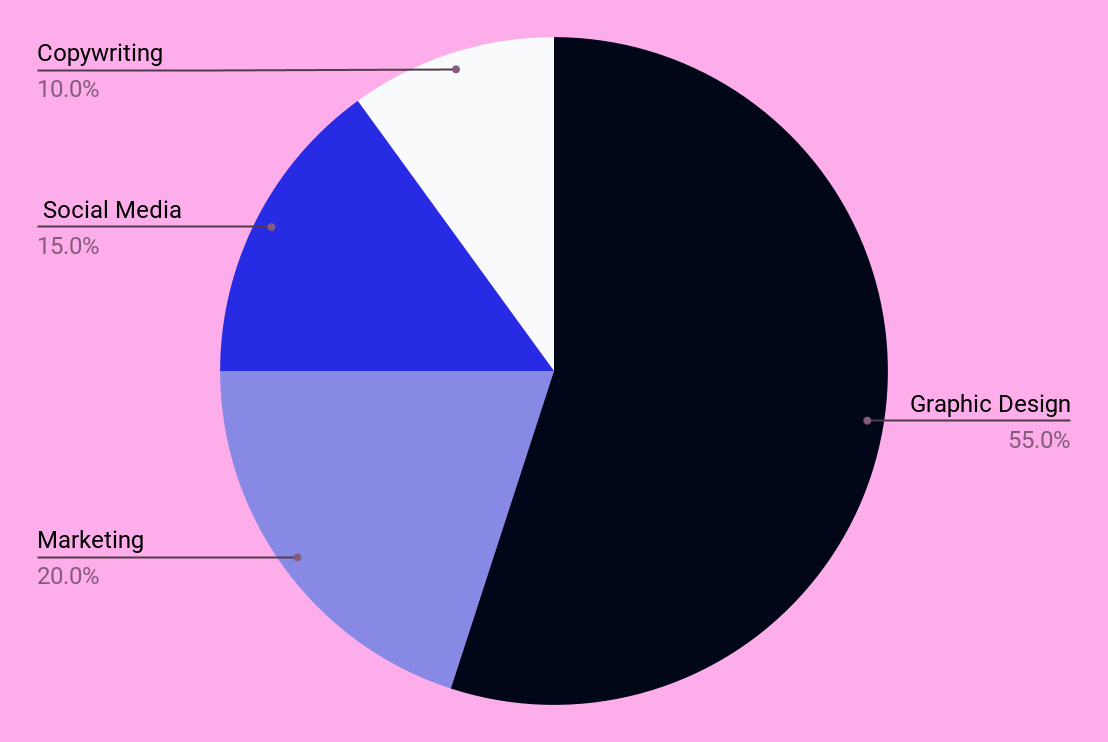 Copywriting
10.0%
Social Media
15.0%
Graphic Design
55.0%
Marketing
20.0%